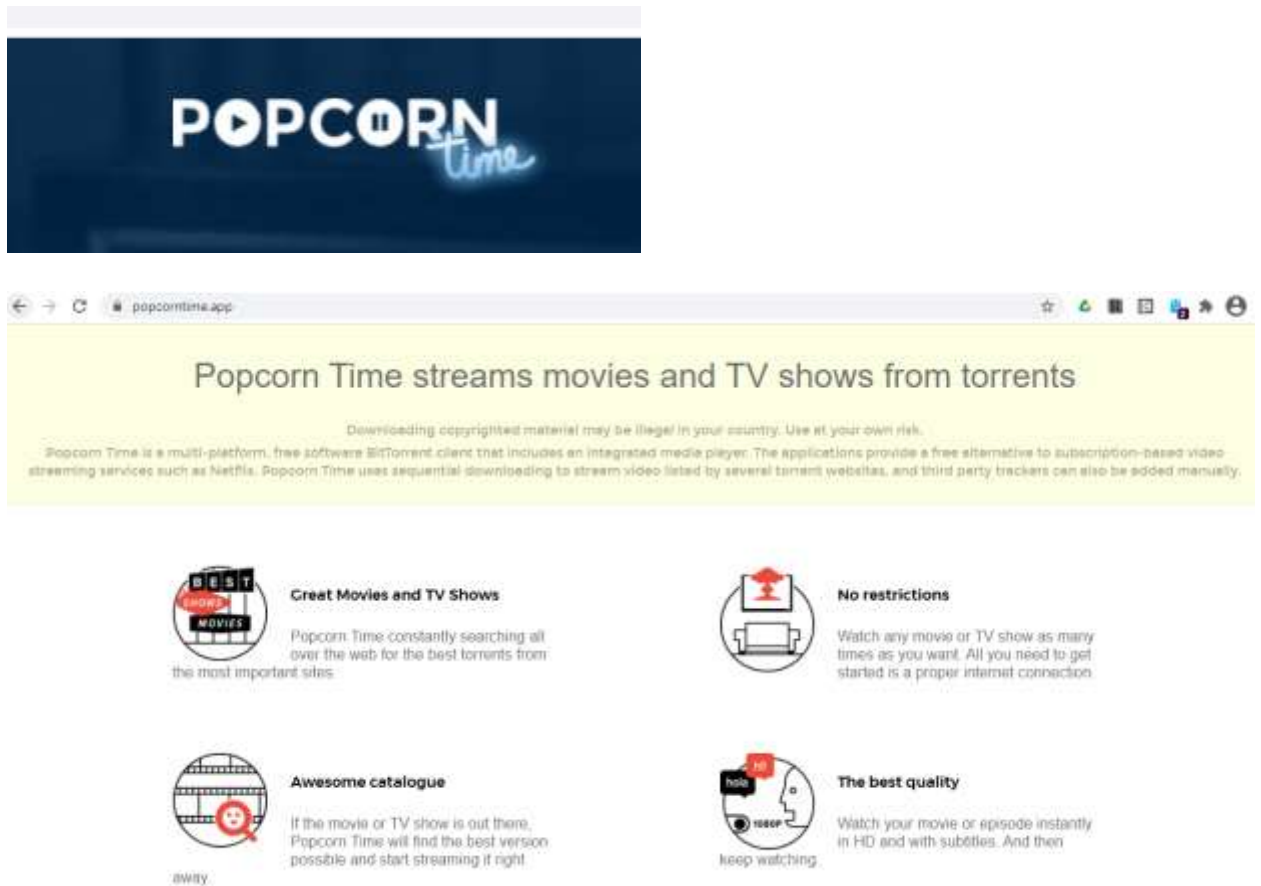 POPCORN
time
popcorntime.app
Popcorn Time streams movies and TV shows from torrents
Downloading copyrighted material may be illegal in your country. Use at your own risk.
Popcorn Time is a multi-platform, free software BitTorrent client that includes an integrated media player. The applications provide a free alternative to subscription-based video
streaming services such as Netflix. Popcorn Time uses sequential downloading to stream video listed by several torrent websites, and third party trackers can also be added manually.
BEST
SHOWS
MOVIES
Great Movies and TV Shows
Popcorn Time constantly searching all
over the web for the best torrents from
the most important sites
No restrictions
Watch any movie or TV show as many
times as you want. All you need to get
started is a proper internet connection
Awesome catalogue
If the movie or TV show is out there,
Popcorn Time will find the best version
possible and start streaming it right
away.
HI
hola
1080P
The best quality
Watch your movie or episode instantly
in HD and with subtitles. And then
keep watching